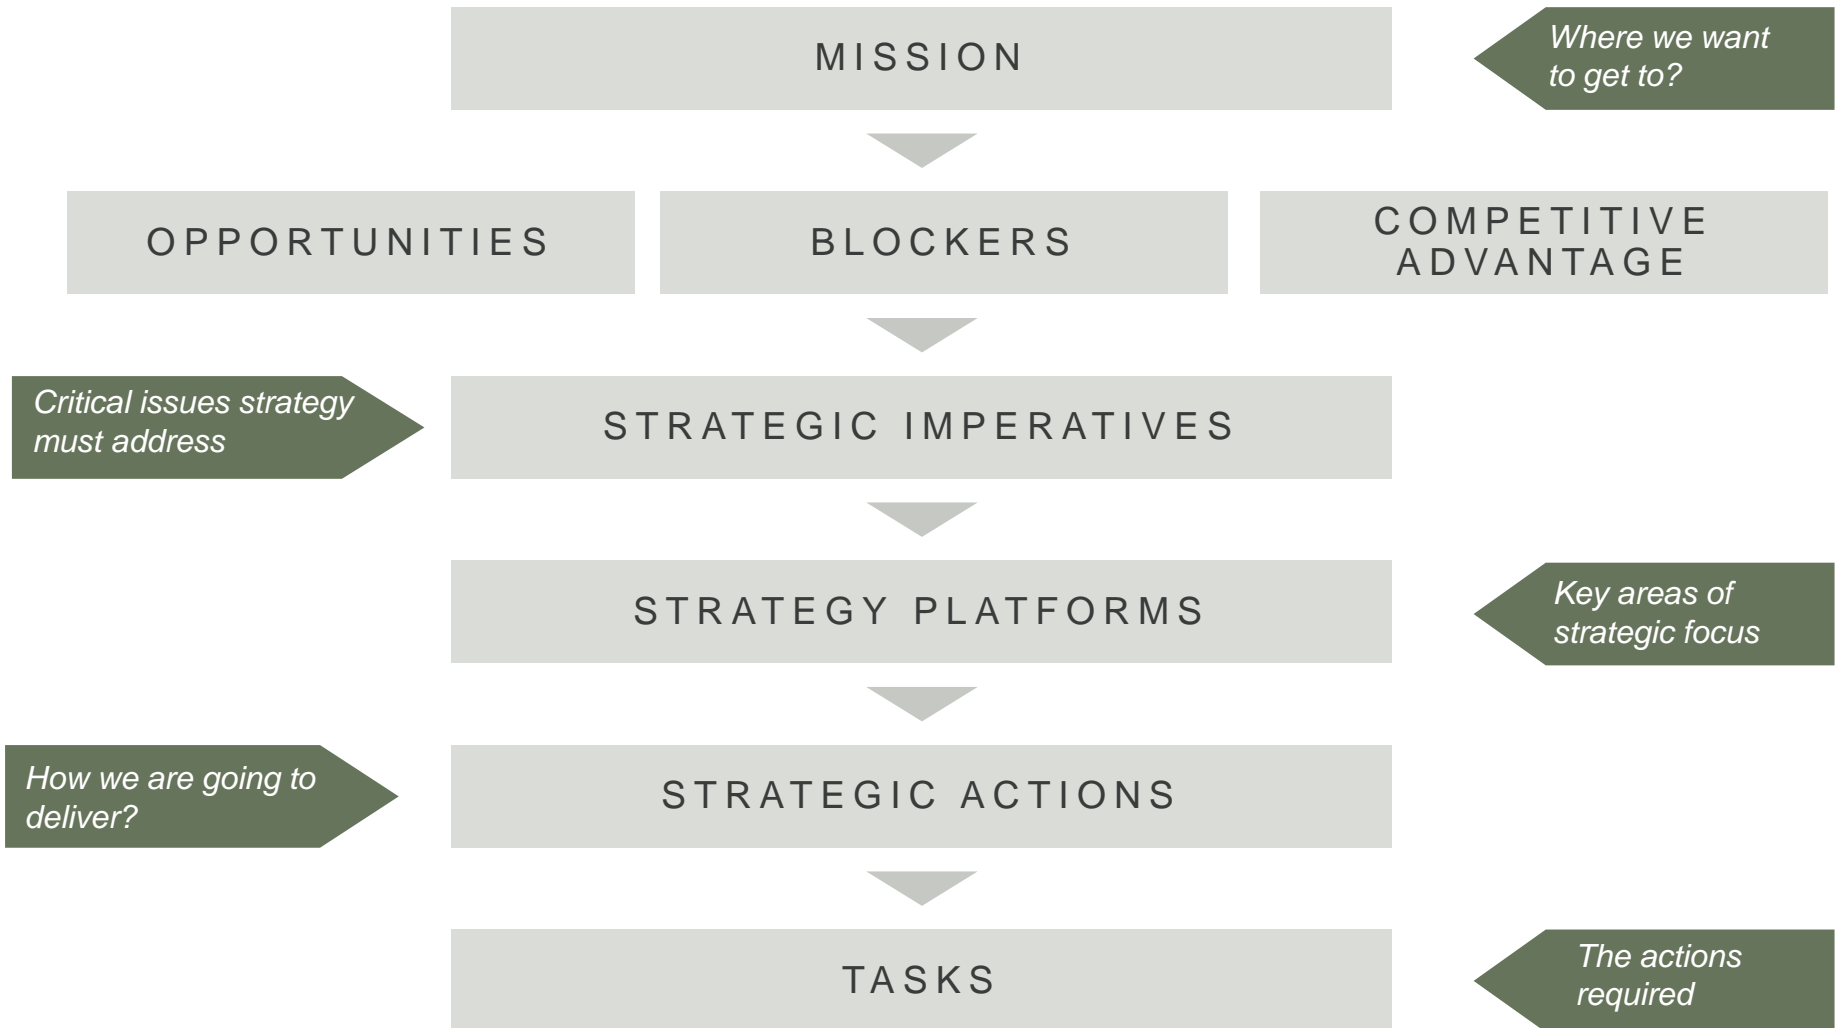 MISSION
Where we want
to get to?
OPPORTUNITIES
BLOCKERS
COMPETITIVE
ADVANTAGE
Critical issues strategy
must address
STRATEGIC IMPERATIVES
STRATEGY PLATFORMS
Key areas of
strategic focus
How we are going to
deliver?
STRATEGIC ACTIONS
TASKS
The actions
required